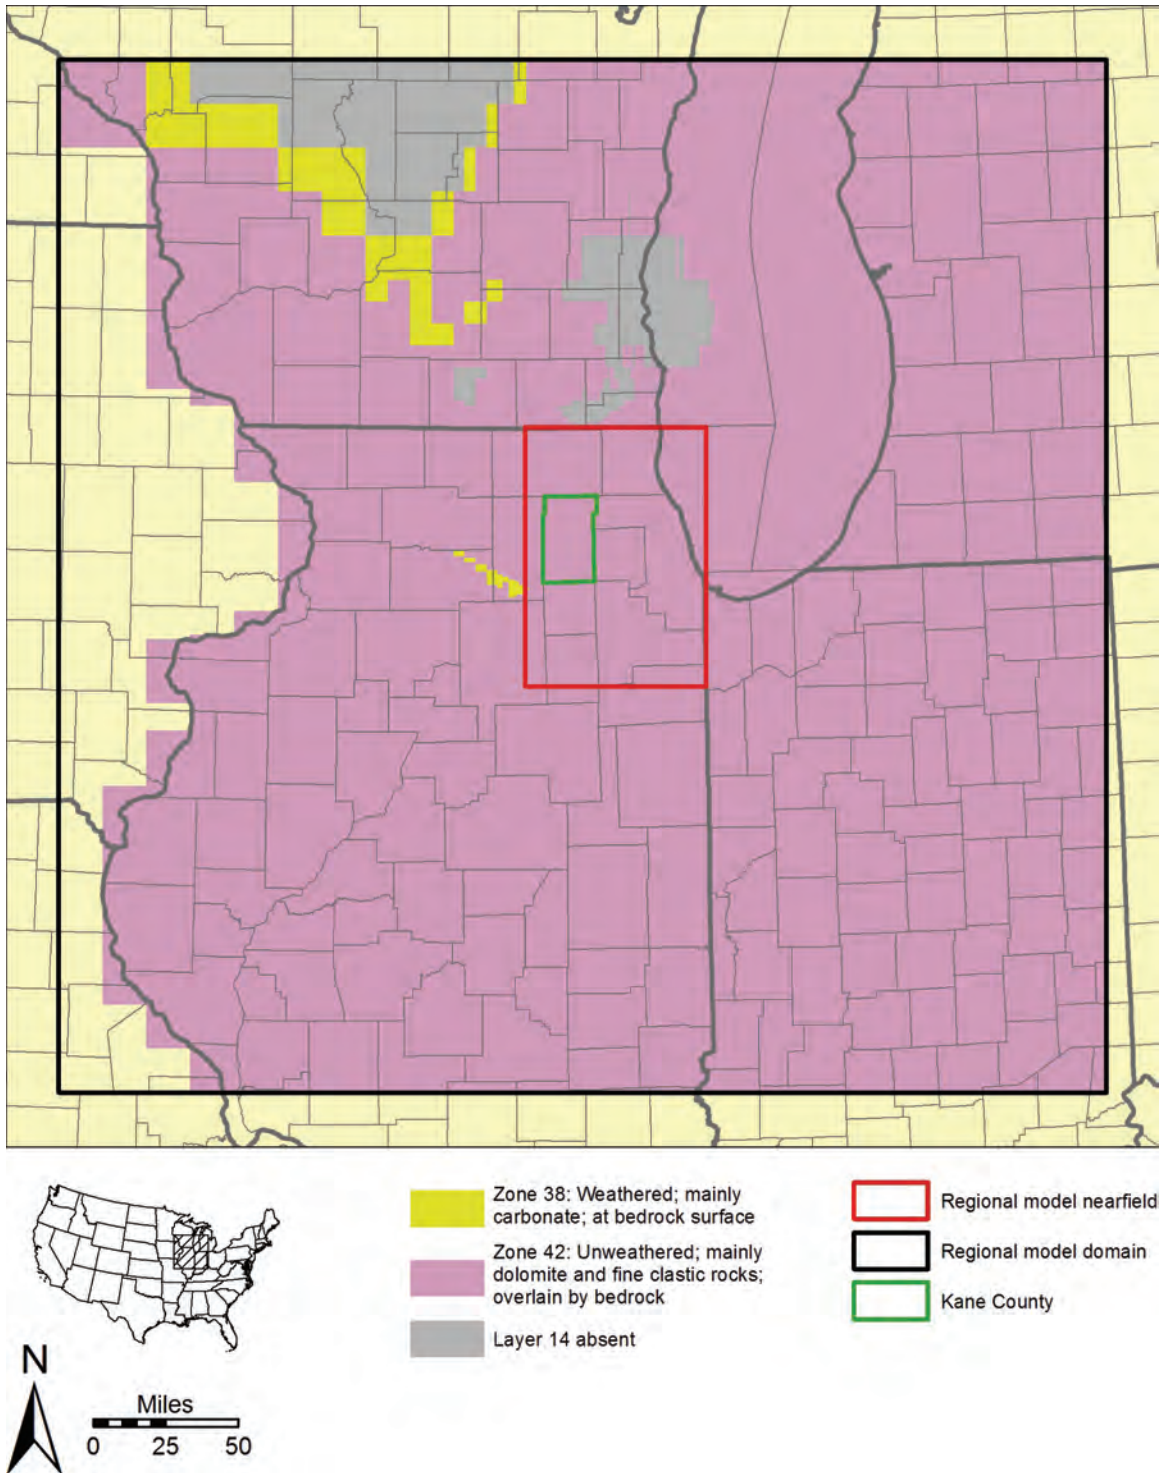 Zone 38: Weathered; mainly
carbonate; at bedrock surface
Zone 42: Unweathered; mainly
dolomite and fine clastic rocks;
overlain by bedrock
Layer 14 absent
Regional model nearfield
Regional model domain
Kane County
N
Miles
0 25 50